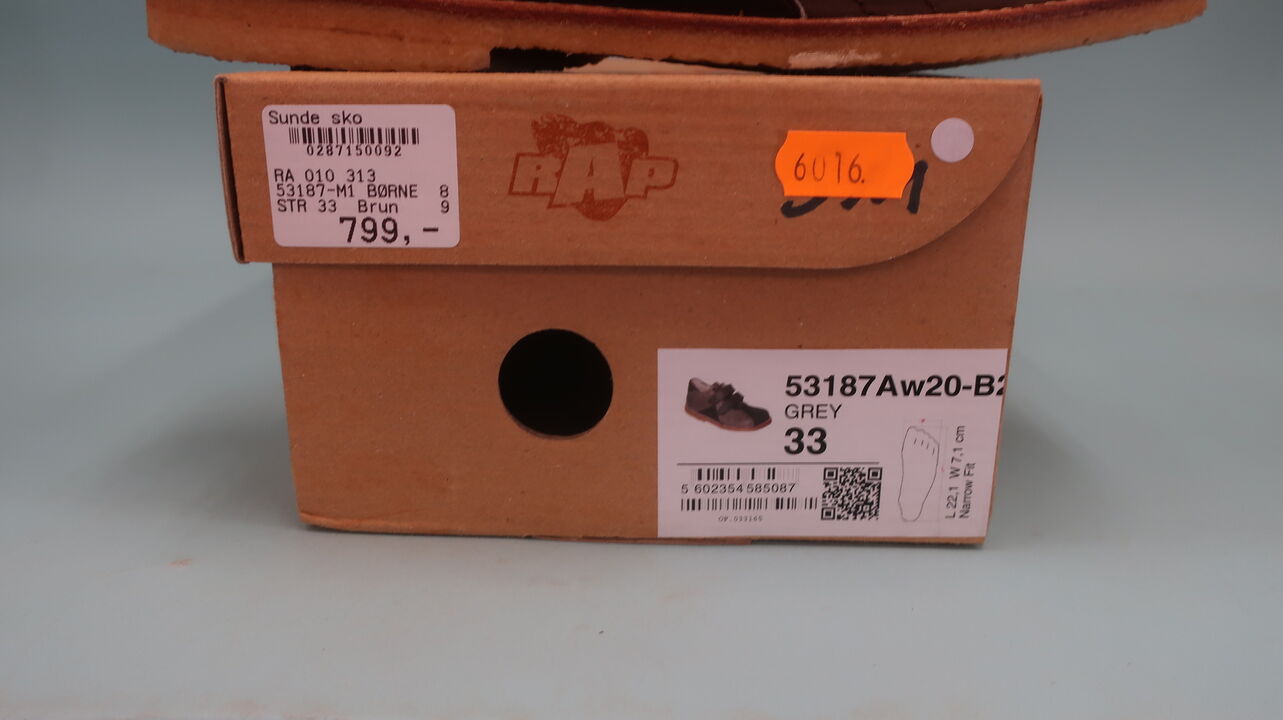 Sunde sko
0287150092
RA 010 313
53187-M1 BØRNE 8
STR 33 Brun 9
799,-
RAP
6016.
53187Aw20-B2
GREY
33
5 602354 585087
L 22,1 W 7,1 cm
Narrow Fit